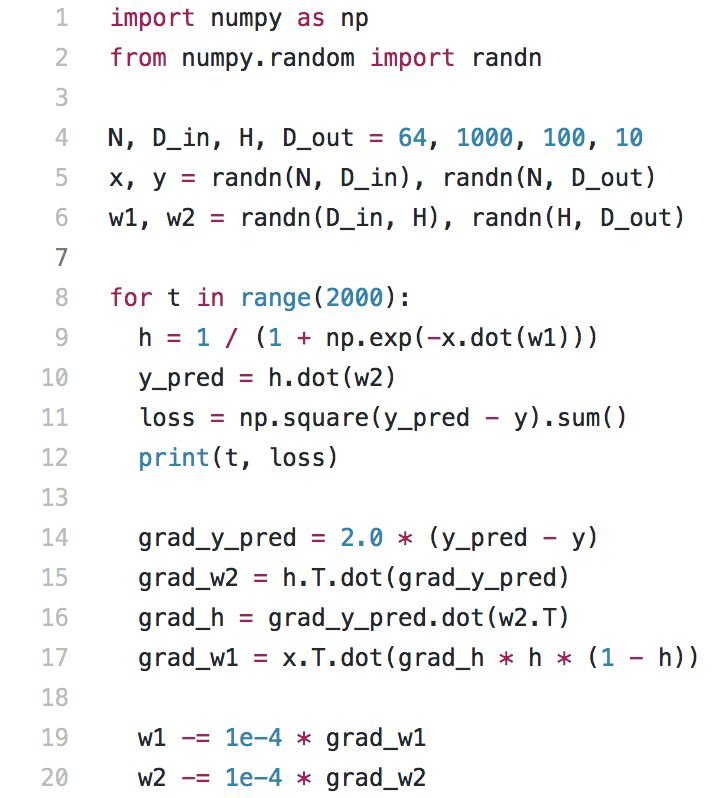 1 import numpy as np
2 from numpy.random import randn
3
4 N, D_in, H, D_out = 64, 1000, 100, 10
5 x, y = randn(N, D_in), randn(N, D_out)
6 w1, w2 = randn(D_in, H), randn(H, D_out)
7
8 for t in range(2000):
9   h = 1 / (1 + np.exp(-x.dot(w1)))
10   y_pred = h.dot(w2)
11   loss = np.square(y_pred - y).sum()
12   print(t, loss)
13
14   grad_y_pred = 2.0 * (y_pred - y)
15   grad_w2 = h.T.dot(grad_y_pred)
16   grad_h = grad_y_pred.dot(w2.T)
17   grad_w1 = x.T.dot(grad_h * h * (1 - h))
18
19   w1 -= 1e-4 * grad_w1
20   w2 -= 1e-4 * grad_w2